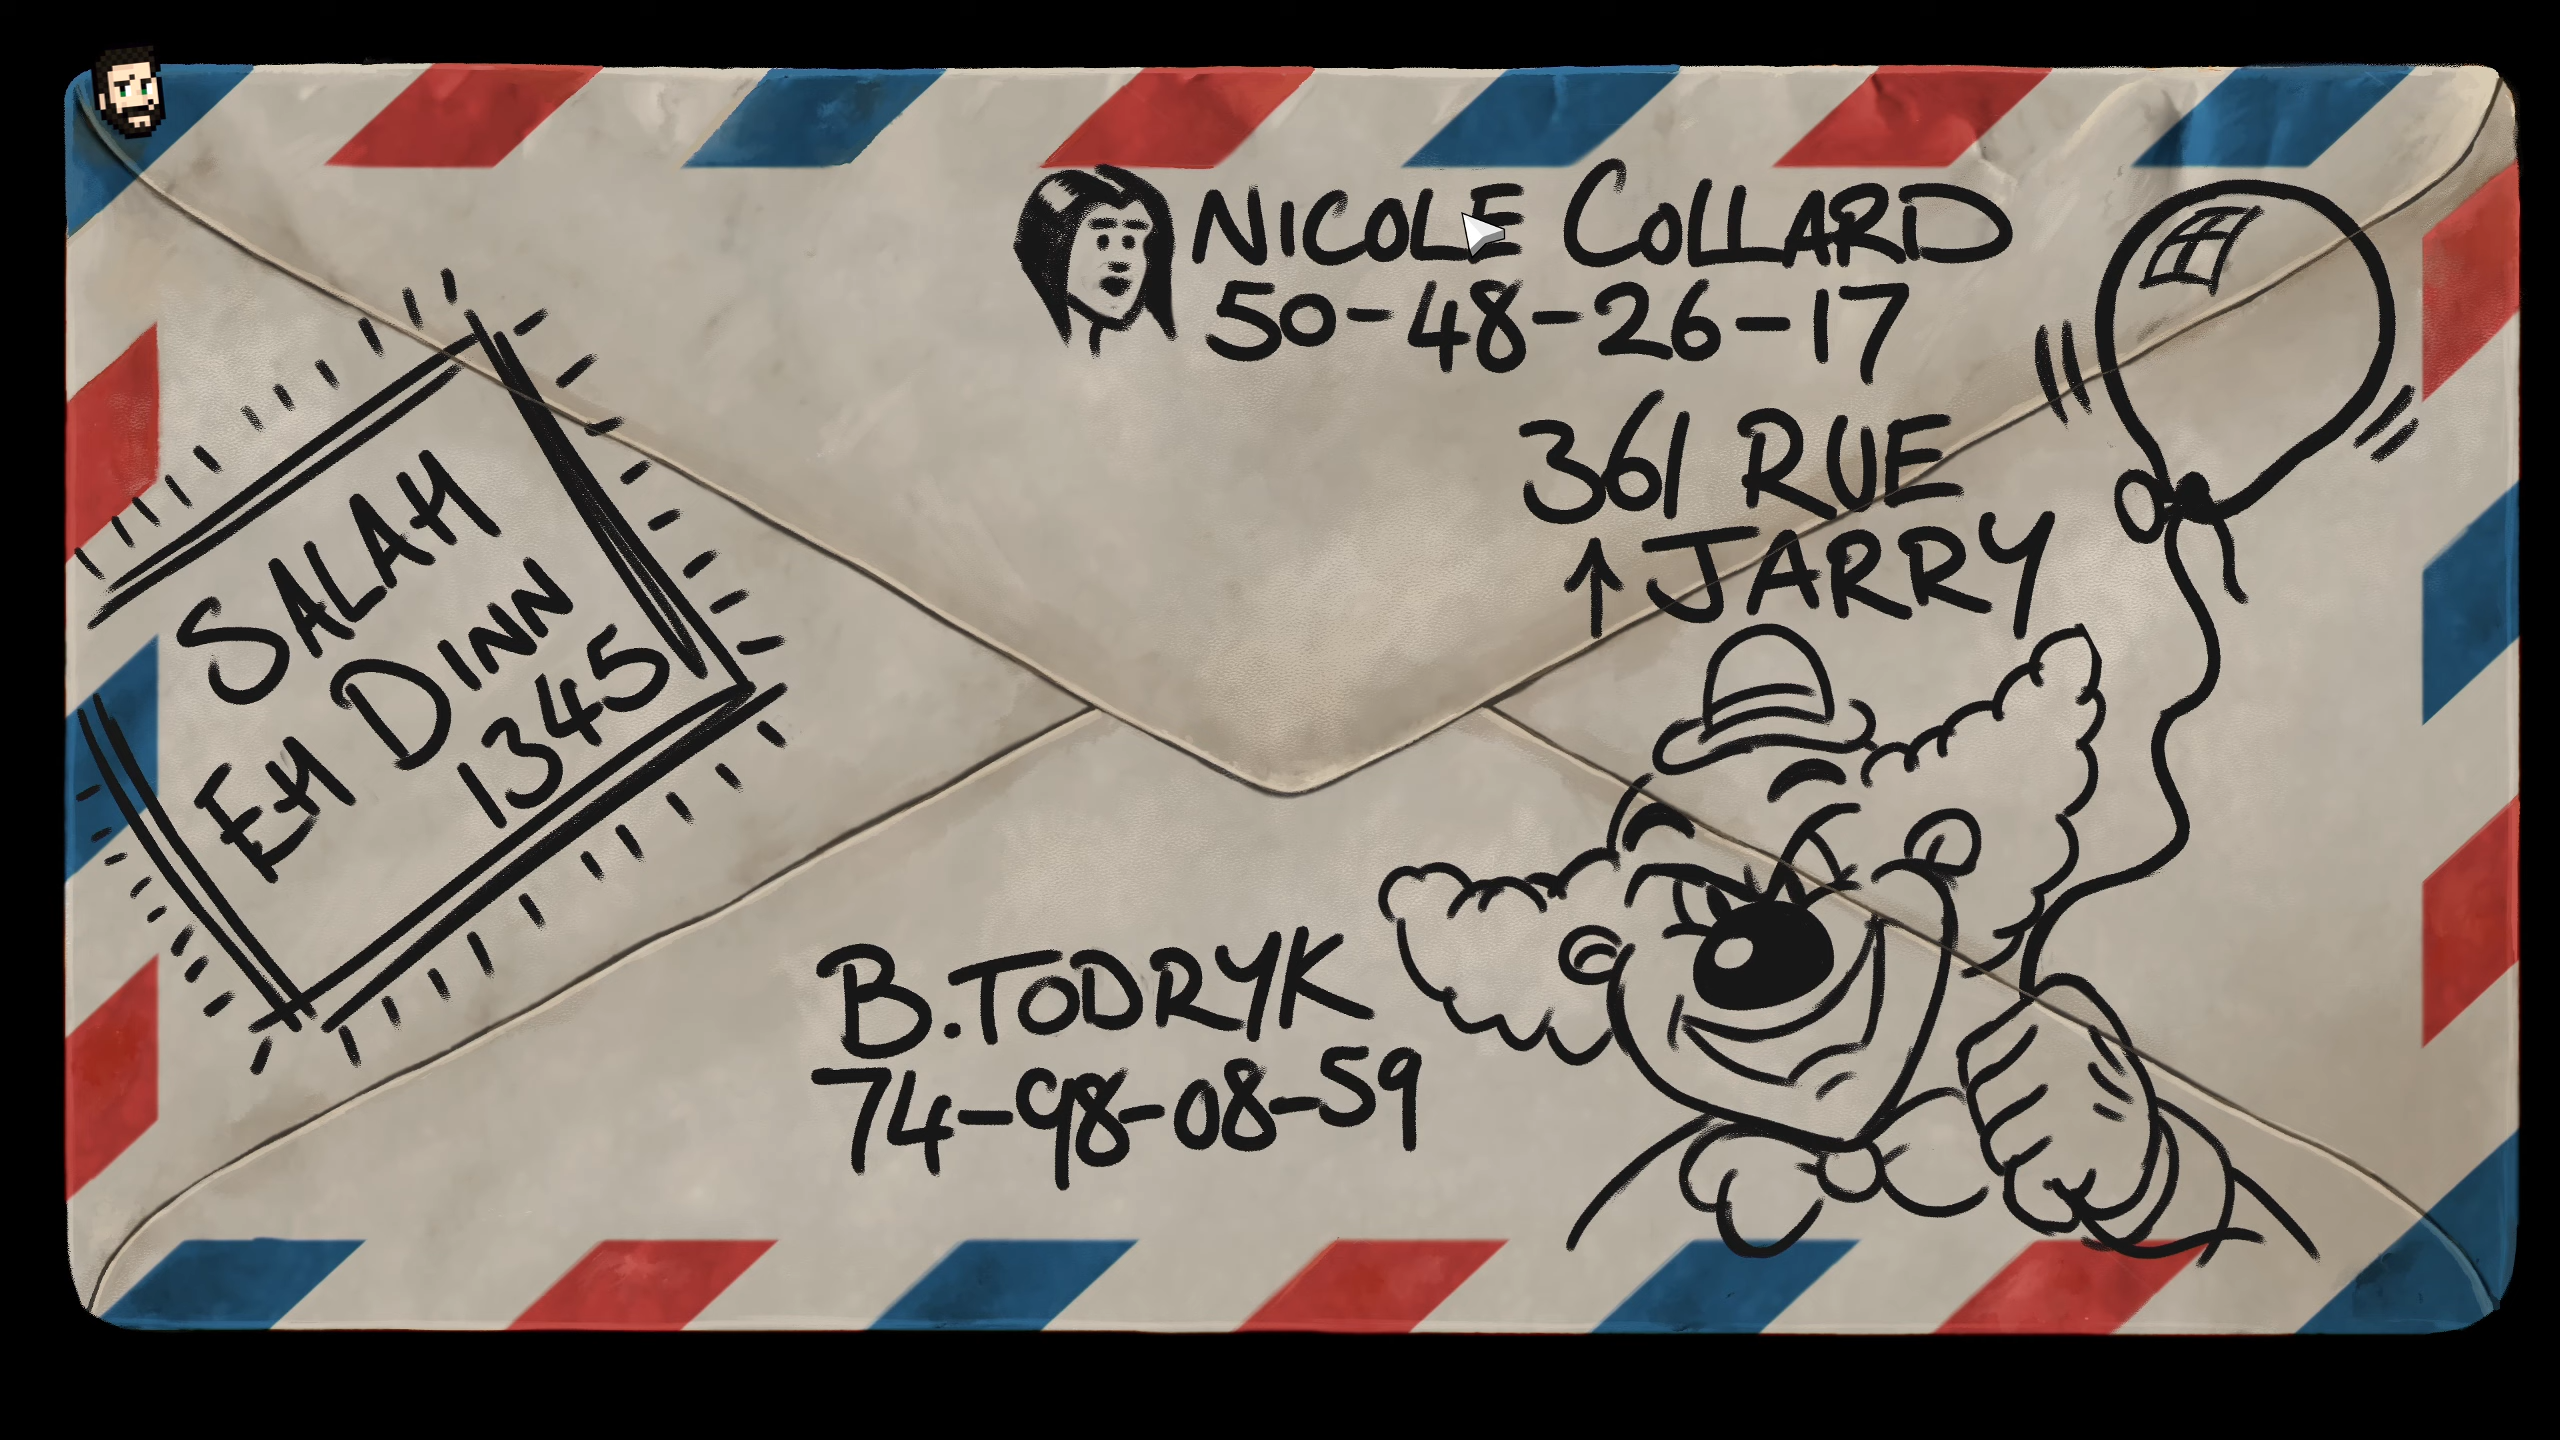 NICOLE COLLARD
50-48-26-17
361 RUE
↑ JARRY
SALAH
EH DINN
1345
B.TODRYK
74-98-08-59